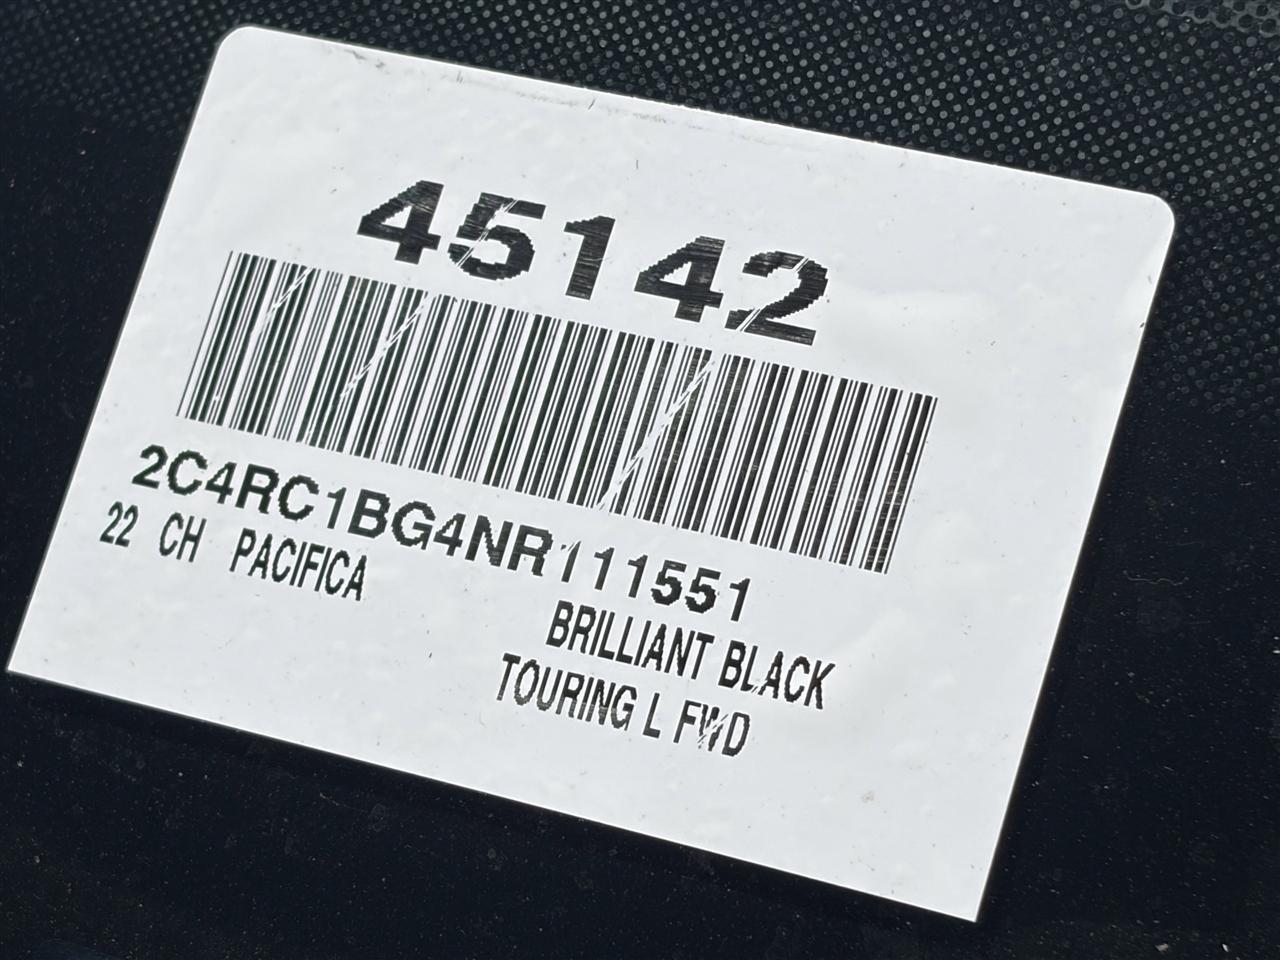 45142
2C4RC1BG4NR111551
22 CH PACIFICA
BRILLIANT BLACK
TOURING L FWD